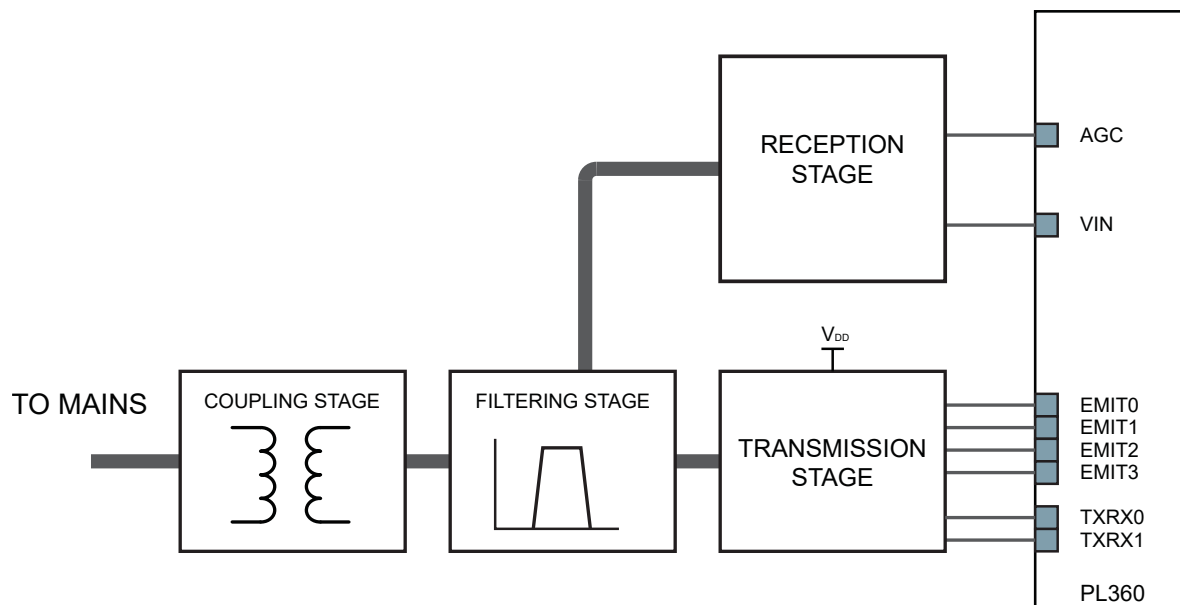 RECEPTION
STAGE
AGC
VIN
VDD
TO MAINS
COUPLING STAGE
FILTERING STAGE
TRANSMISSION
STAGE
EMIT0
EMIT1
EMIT2
EMIT3
TXRX0
TXRX1
PL360